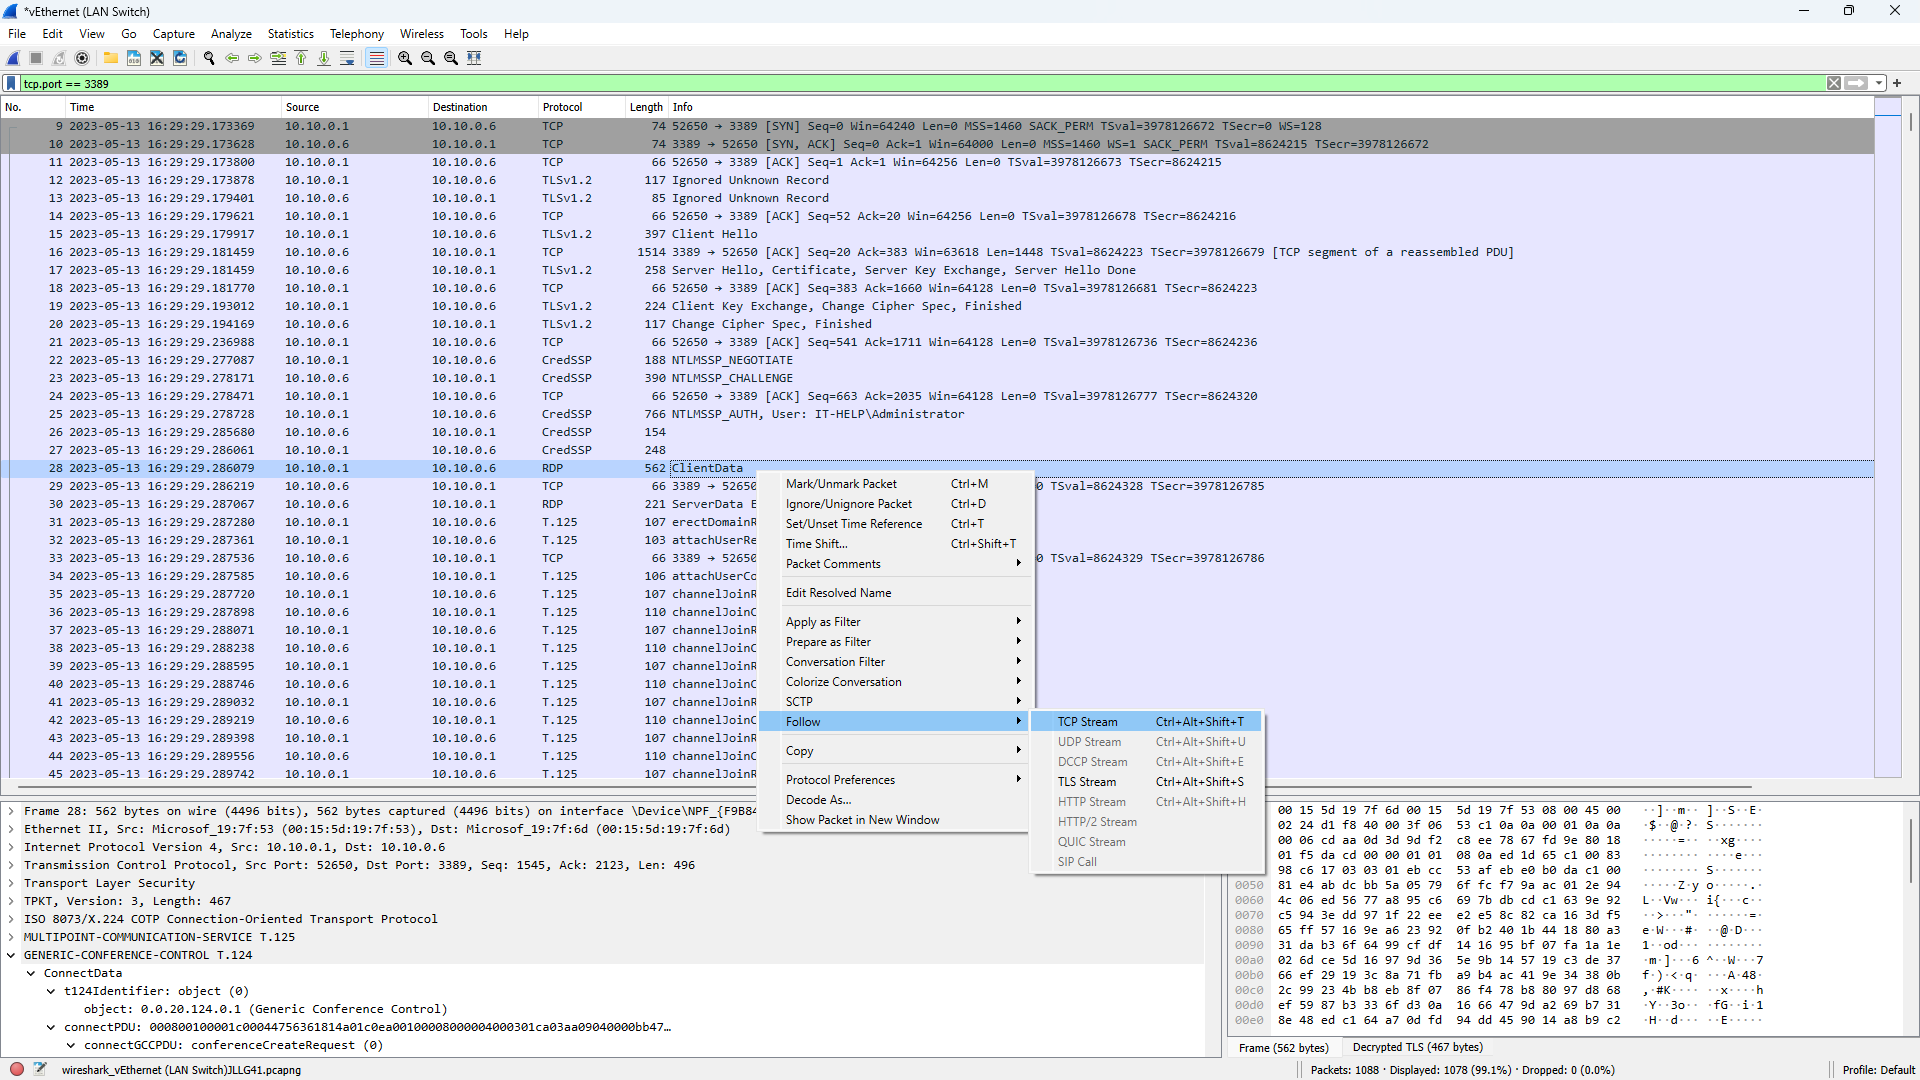 *vEthernet (LAN Switch)
File Edit View Go Capture Analyze Statistics Telephony Wireless Tools Help
tcp.port == 3389
No. Time Source Destination Protocol Length Info
9 2023-05-13 16:29:29.173369 10.10.0.1 10.10.0.6 TCP 74 52650 → 3389 [SYN] Seq=0 Win=64240 Len=0 MSS=1460 SACK_PERM TSval=3978126672 TSecr=0 WS=128
10 2023-05-13 16:29:29.173628 10.10.0.6 10.10.0.1 TCP 74 3389 → 52650 [SYN, ACK] Seq=0 Ack=1 Win=64000 Len=0 MSS=1460 WS=1 SACK_PERM TSval=8624215 TSecr=3978126672
11 2023-05-13 16:29:29.173800 10.10.0.1 10.10.0.6 TCP 66 52650 → 3389 [ACK] Seq=1 Ack=1 Win=64256 Len=0 TSval=3978126673 TSecr=8624215
12 2023-05-13 16:29:29.173878 10.10.0.1 10.10.0.6 TLSv1.2 117 Ignored Unknown Record
13 2023-05-13 16:29:29.179401 10.10.0.6 10.10.0.1 TLSv1.2 85 Ignored Unknown Record
14 2023-05-13 16:29:29.179621 10.10.0.1 10.10.0.6 TCP 66 52650 → 3389 [ACK] Seq=52 Ack=20 Win=64256 Len=0 TSval=3978126678 TSecr=8624216
15 2023-05-13 16:29:29.179917 10.10.0.1 10.10.0.6 TLSv1.2 397 Client Hello
16 2023-05-13 16:29:29.181459 10.10.0.6 10.10.0.1 TCP 1514 3389 → 52650 [ACK] Seq=20 Ack=383 Win=63618 Len=1448 TSval=8624223 TSecr=3978126679 [TCP segment of a reassembled PDU]
17 2023-05-13 16:29:29.181459 10.10.0.6 10.10.0.1 TLSv1.2 258 Server Hello, Certificate, Server Key Exchange, Server Hello Done
18 2023-05-13 16:29:29.181770 10.10.0.1 10.10.0.6 TCP 66 52650 → 3389 [ACK] Seq=383 Ack=1660 Win=64128 Len=0 TSval=3978126681 TSecr=8624223
19 2023-05-13 16:29:29.193012 10.10.0.1 10.10.0.6 TLSv1.2 224 Client Key Exchange, Change Cipher Spec, Finished
20 2023-05-13 16:29:29.194169 10.10.0.6 10.10.0.1 TLSv1.2 117 Change Cipher Spec, Finished
21 2023-05-13 16:29:29.236988 10.10.0.1 10.10.0.6 TCP 66 52650 → 3389 [ACK] Seq=541 Ack=1711 Win=64128 Len=0 TSval=3978126736 TSecr=8624236
22 2023-05-13 16:29:29.277087 10.10.0.1 10.10.0.6 CredSSP 188 NTLMSSP_NEGOTIATE
23 2023-05-13 16:29:29.278171 10.10.0.6 10.10.0.1 CredSSP 390 NTLMSSP_CHALLENGE
24 2023-05-13 16:29:29.278471 10.10.0.1 10.10.0.6 TCP 66 52650 → 3389 [ACK] Seq=663 Ack=2035 Win=64128 Len=0 TSval=3978126777 TSecr=8624320
25 2023-05-13 16:29:29.278728 10.10.0.1 10.10.0.6 CredSSP 766 NTLMSSP_AUTH, User: IT-HELP\Administrator
26 2023-05-13 16:29:29.285680 10.10.0.6 10.10.0.1 CredSSP 154
27 2023-05-13 16:29:29.286061 10.10.0.1 10.10.0.6 CredSSP 248
28 2023-05-13 16:29:29.286079 10.10.0.1 10.10.0.6 RDP 562 ClientData
29 2023-05-13 16:29:29.286219 10.10.0.6 10.10.0.1 TCP 66 3389 → 52650 0 TSval=8624328 TSecr=3978126785
30 2023-05-13 16:29:29.287067 10.10.0.6 10.10.0.1 RDP 221 ServerData E
31 2023-05-13 16:29:29.287280 10.10.0.1 10.10.0.6 T.125 107 erectDomainR
32 2023-05-13 16:29:29.287361 10.10.0.1 10.10.0.6 T.125 103 attachUserRe
33 2023-05-13 16:29:29.287536 10.10.0.6 10.10.0.1 TCP 66 3389 → 52650 0 TSval=8624329 TSecr=3978126786
34 2023-05-13 16:29:29.287585 10.10.0.6 10.10.0.1 T.125 106 attachUserCo
35 2023-05-13 16:29:29.287720 10.10.0.1 10.10.0.6 T.125 107 channelJoinR
36 2023-05-13 16:29:29.287898 10.10.0.6 10.10.0.1 T.125 110 channelJoinC
37 2023-05-13 16:29:29.288071 10.10.0.1 10.10.0.6 T.125 107 channelJoinR
38 2023-05-13 16:29:29.288238 10.10.0.6 10.10.0.1 T.125 110 channelJoinC
39 2023-05-13 16:29:29.288595 10.10.0.1 10.10.0.6 T.125 107 channelJoinR
40 2023-05-13 16:29:29.288746 10.10.0.6 10.10.0.1 T.125 110 channelJoinC
41 2023-05-13 16:29:29.289032 10.10.0.1 10.10.0.6 T.125 107 channelJoinR
42 2023-05-13 16:29:29.289219 10.10.0.6 10.10.0.1 T.125 110 channelJoinC
43 2023-05-13 16:29:29.289398 10.10.0.1 10.10.0.6 T.125 107 channelJoinR
44 2023-05-13 16:29:29.289556 10.10.0.6 10.10.0.1 T.125 110 channelJoinC
45 2023-05-13 16:29:29.289742 10.10.0.1 10.10.0.6 T.125 107 channelJoinR
Mark/Unmark Packet Ctrl+M
Ignore/Unignore Packet Ctrl+D
Set/Unset Time Reference Ctrl+T
Time Shift... Ctrl+Shift+T
Packet Comments
Edit Resolved Name
Apply as Filter
Prepare as Filter
Conversation Filter
Colorize Conversation
SCTP
Follow
Copy
Protocol Preferences
Decode As...
Show Packet in New Window
TCP Stream Ctrl+Alt+Shift+T
UDP Stream Ctrl+Alt+Shift+U
DCCP Stream Ctrl+Alt+Shift+E
TLS Stream Ctrl+Alt+Shift+S
HTTP Stream Ctrl+Alt+Shift+H
HTTP/2 Stream
QUIC Stream
SIP Call
Frame 28: 562 bytes on wire (4496 bits), 562 bytes captured (4496 bits) on interface \Device\NPF_{F9B84
Ethernet II, Src: Microsof_19:7f:53 (00:15:5d:19:7f:53), Dst: Microsof_19:7f:6d (00:15:5d:19:7f:6d)
Internet Protocol Version 4, Src: 10.10.0.1, Dst: 10.10.0.6
Transmission Control Protocol, Src Port: 52650, Dst Port: 3389, Seq: 1545, Ack: 2123, Len: 496
Transport Layer Security
TPKT, Version: 3, Length: 467
ISO 8073/X.224 COTP Connection-Oriented Transport Protocol
MULTIPOINT-COMMUNICATION-SERVICE T.125
GENERIC-CONFERENCE-CONTROL T.124
ConnectData
t124Identifier: object (0)
object: 0.0.20.124.0.1 (Generic Conference Control)
connectPDU: 000800100001c00044756361814a01c0ea00100008000004000301ca03aa09040000bb47…
connectGCCPDU: conferenceCreateRequest (0)
00 15 5d 19 7f 6d 00 15 5d 19 7f 53 08 00 45 00 ··]··m·· ]··S··E·
02 24 d1 f8 40 00 3f 06 53 c1 0a 0a 00 01 0a 0a ·$··@·?· S·······
00 06 cd aa 0d 3d 9d f2 c8 ee 78 67 fd 9e 80 18 ·····=·· ··xg····
01 f5 da cd 00 00 01 01 08 0a ed 1d 65 c1 00 83 ········ ····e···
98 c6 17 03 03 01 eb cc 53 af eb e0 b0 da c1 00 ········ S·······
0050 81 e4 ab dc bb 5a 05 79 6f fc f7 9a ac 01 2e 94 ·····Z·y o·····.·
0060 4c 06 ed 56 77 a8 95 c6 69 7b db cd c1 63 9e 92 L··Vw··· i{···c··
0070 c5 94 3e dd 97 1f 22 ee e2 e5 8c 82 ca 16 3d f5 ··>···"· ······=·
0080 65 ff 57 16 9e a6 23 92 0f b2 40 1b 44 18 80 a3 e·W···#· ··@·D···
0090 31 da b3 6f 64 99 cf df 14 16 95 bf 07 fa 1a 1e 1··od··· ········
00a0 02 6d ce 5d 16 97 9d 36 5e 9b 14 57 19 c3 de 37 ·m·]···6 ^··W···7
00b0 66 ef 29 19 3c 8a 71 fb a9 b4 ac 41 9e 34 38 0b f·)·<·q· ···A·48·
00c0 2c 99 23 4b b8 eb 8f 07 86 f4 78 b8 80 97 d8 68 ,·#K···· ··x····h
00d0 ef 59 87 b3 33 6f d3 0a 16 66 47 9d a2 69 b7 31 ·Y··3o·· ·fG··i·1
00e0 8e 48 ed c1 64 a7 0d fd 94 dd 45 90 14 a8 b9 c2 ·H··d··· ··E·····
Frame (562 bytes) Decrypted TLS (467 bytes)
wireshark_vEthernet (LAN Switch)JLLG41.pcapng
Packets: 1088 · Displayed: 1078 (99.1%) · Dropped: 0 (0.0%)
Profile: Default